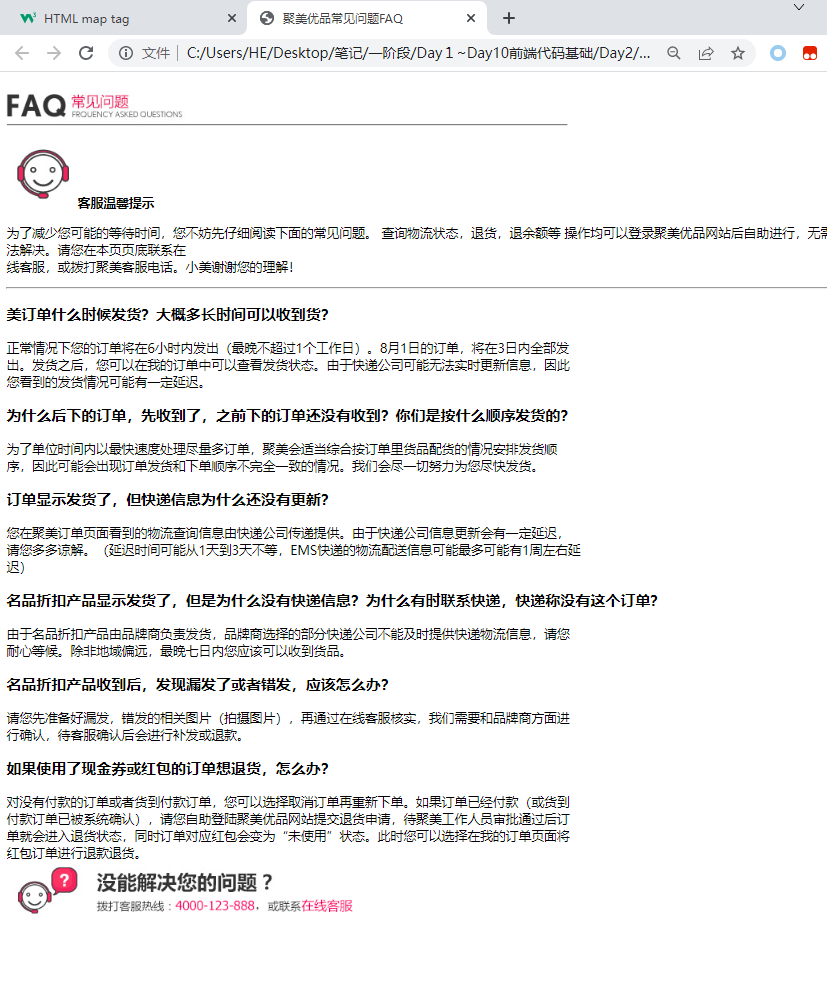 HTML map tag
聚美优品常见问题FAQ
文件 C:/Users/HE/Desktop/笔记/一阶段/Day 1 ~Day10前端代码基础/Day2/...
FAQ 常见问题
FRQUENCY ASKED QUESTIONS
客服温馨提示
为了减少您可能的等待时间，您不妨先仔细阅读下面的常见问题。 查询物流状态，退货，退余额等 操作均可以登录聚美优品网站后自助进行，无需
法解决。请您在本页页底联系在
线客服，或拨打聚美客服电话。小美谢谢您的理解！
美订单什么时候发货？大概多长时间可以收到货？
正常情况下您的订单将在6小时内发出（最晚不超过1个工作日）。8月1日的订单，将在3日内全部发
出。发货之后，您可以在我的订单中可以查看发货状态。由于快递公司可能无法实时更新信息，因此
您看到的发货情况可能有一定延迟。
为什么后下的订单，先收到了，之前下的订单还没有收到？你们是按什么顺序发货的？
为了单位时间内以最快速度处理尽量多订单，聚美会适当综合按订单里货品配货的情况安排发货顺
序，因此可能会出现订单发货和下单顺序不完全一致的情况。我们会尽一切努力为您尽快发货。
订单显示发货了，但快递信息为什么还没有更新？
您在聚美订单页面看到的物流查询信息由快递公司传递提供。由于快递公司信息更新会有一定延迟，
请您多多谅解。（延迟时间可能从1天到3天不等，EMS快递的物流配送信息可能最多可能有1周左右延
迟）
名品折扣产品显示发货了，但是为什么没有快递信息？为什么有时联系快递，快递称没有这个订单？
由于名品折扣产品由品牌商负责发货，品牌商选择的部分快递公司不能及时提供快递物流信息，请您
耐心等候。除非地域偏远，最晚七日内您应该可以收到货品。
名品折扣产品收到后，发现漏发了或者错发，应该怎么办？
请您先准备好漏发，错发的相关图片（拍摄图片），再通过在线客服核实，我们需要和品牌商方面进
行确认，待客服确认后会进行补发或退款。
如果使用了现金券或红包的订单想退货，怎么办？
对没有付款的订单或者货到付款订单，您可以选择取消订单再重新下单。如果订单已经付款（或货到
付款订单已被系统确认），请您自助登陆聚美优品网站提交退货申请，待聚美工作人员审批通过后订
单就会进入退货状态，同时订单对应红包会变为“未使用”状态。此时您可以选择在我的订单页面将
红包订单进行退款退货。
没能解决您的问题？
拨打客服热线：4000-123-888，或联系在线客服